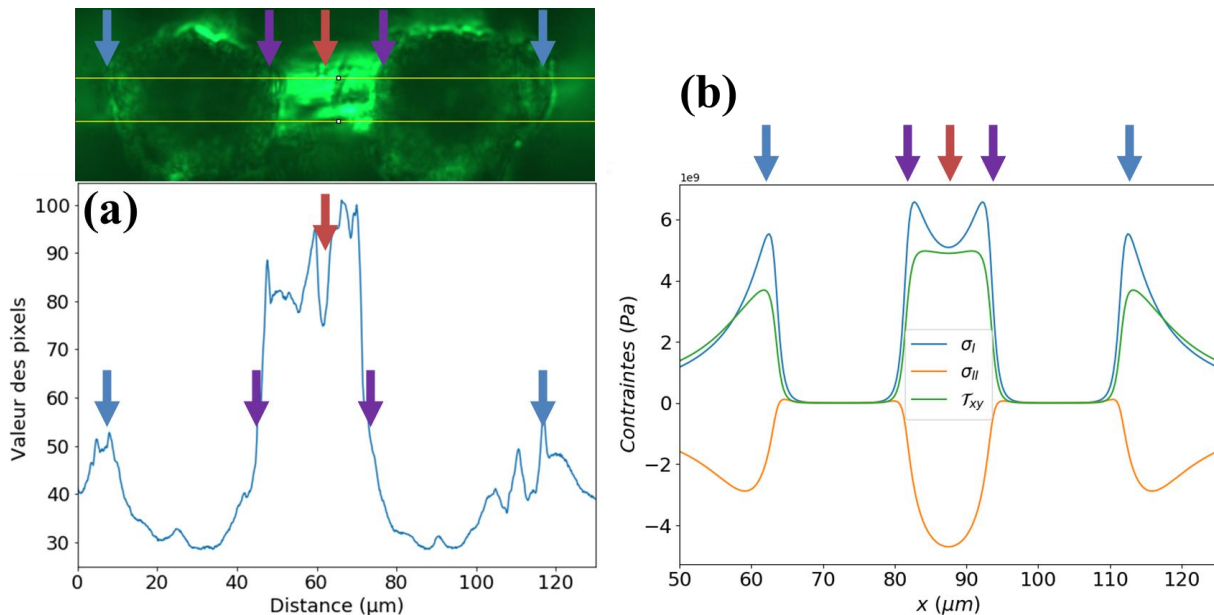 (a)
100
90
80
70
60
50
40
30
Valeur des pixels
0 20 40 60 80 100 120
Distance (µm)
(b)
1e9
6
4
2
0
−2
−4
Contraintes (Pa)
σI
σII
𝒯xy
50 60 70 80 90 100 110 120
x (µm)